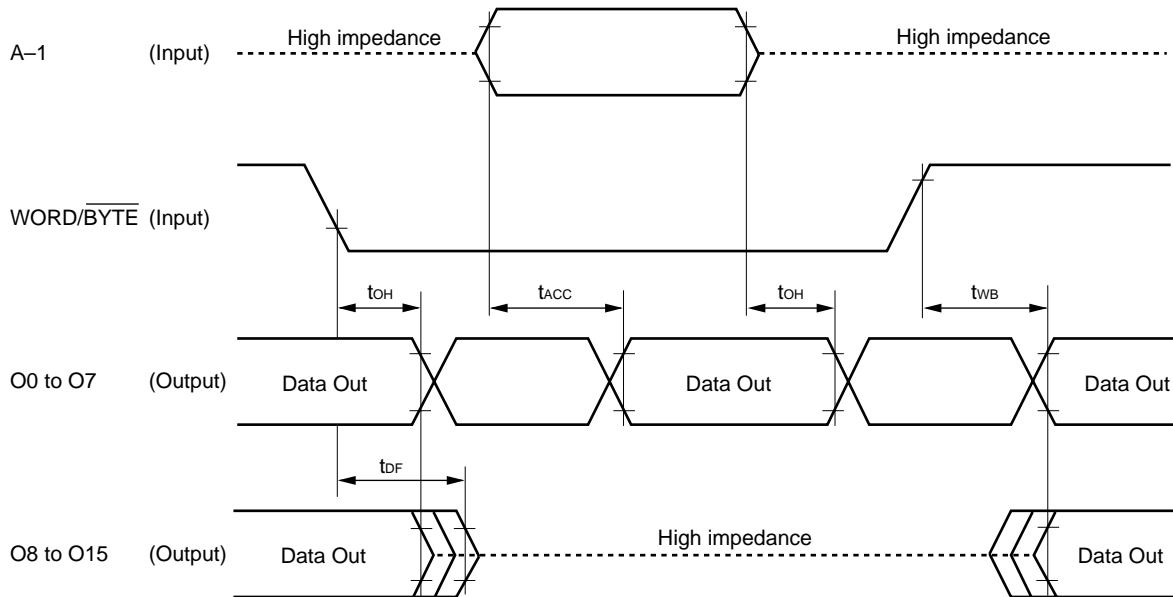 A–1 (Input) High impedance High impedance
WORD/BYTE (Input)
tOH tACC tOH tWB
O0 to O7 (Output) Data Out Data Out Data Out
tDF
O8 to O15 (Output) Data Out High impedance Data Out